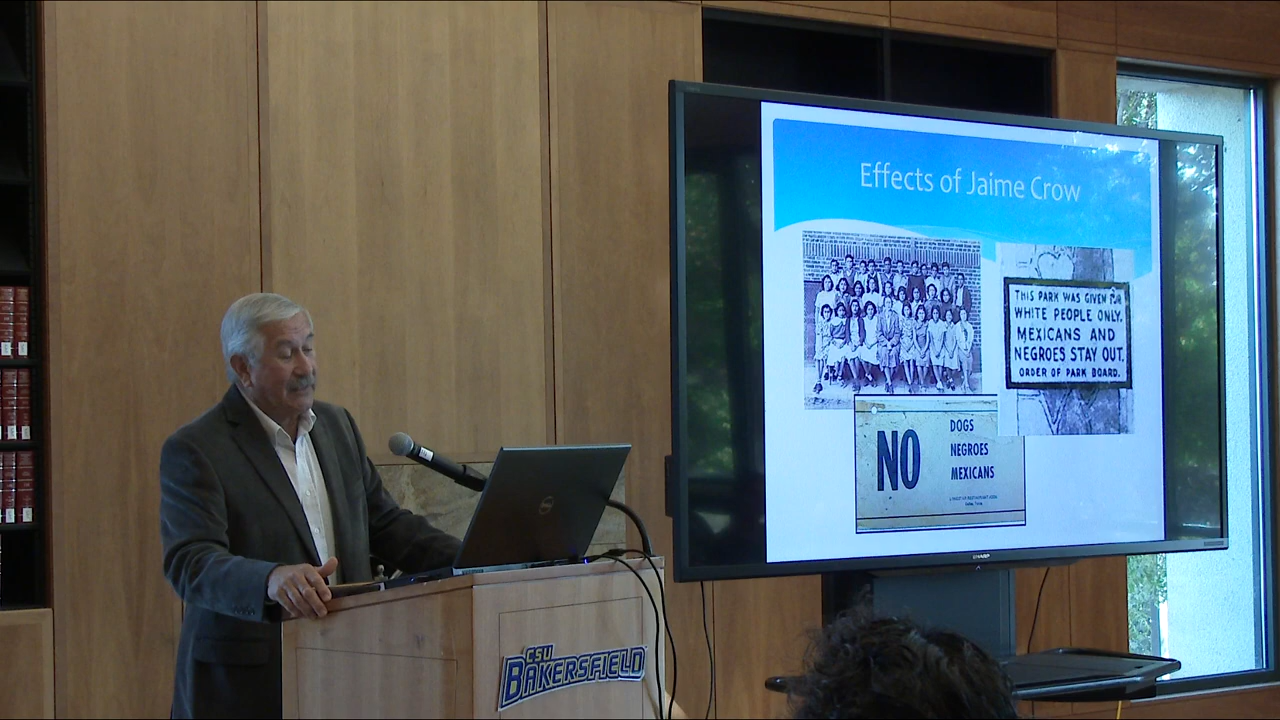 Effects of Jaime Crow
THIS PARK WAS GIVEN FOR
WHITE PEOPLE ONLY.
MEXICANS AND
NEGROES STAY OUT.
ORDER OF PARK BOARD.
NO
DOGS
NEGROES
MEXICANS
SHARP
DELL
CSU
BAKERSFIELD